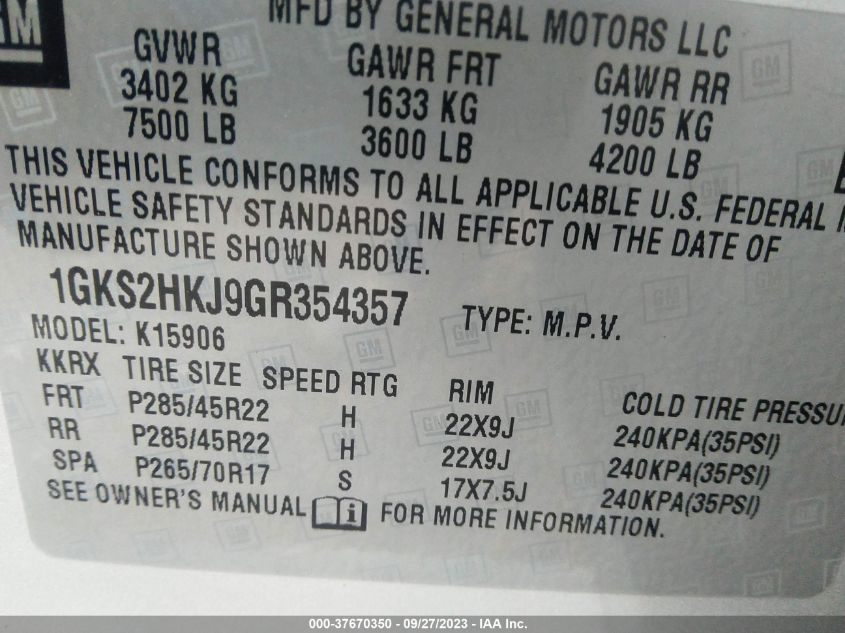 GM
MFD BY GENERAL MOTORS LLC
GVWR GAWR FRT GAWR RR
3402 KG 1633 KG 1905 KG
7500 LB 3600 LB 4200 LB
THIS VEHICLE CONFORMS TO ALL APPLICABLE U.S. FEDERAL
VEHICLE SAFETY STANDARDS IN EFFECT ON THE DATE OF
MANUFACTURE SHOWN ABOVE.
1GKS2HKJ9GR354357 TYPE: M.P.V.
MODEL: K15906
KKRX TIRE SIZE SPEED RTG RIM COLD TIRE PRESSU
FRT P285/45R22 H 22X9J 240KPA(35PSI)
RR P285/45R22 H 22X9J 240KPA(35PSI)
SPA P265/70R17 S 17X7.5J 240KPA(35PSI)
SEE OWNER'S MANUAL i FOR MORE INFORMATION.
000-37670350 - 09/27/2023 - IAA Inc.